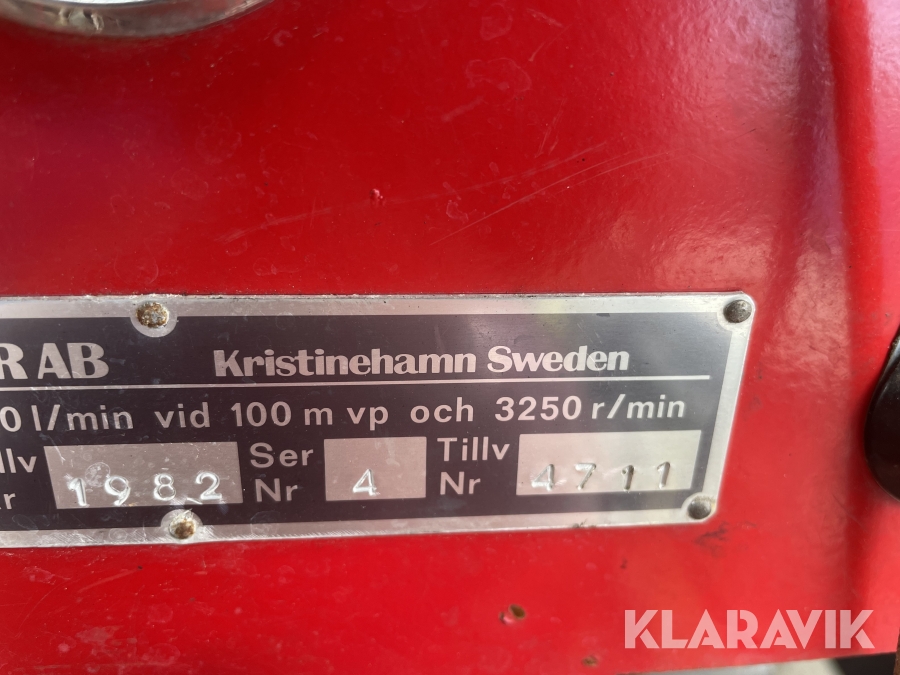 R AB Kristinehamn Sweden
0 l/min vid 100 m vp och 3250 r/min
llv 1982 Ser 4 Tillv 4711
r Nr Nr
KLARAVIK